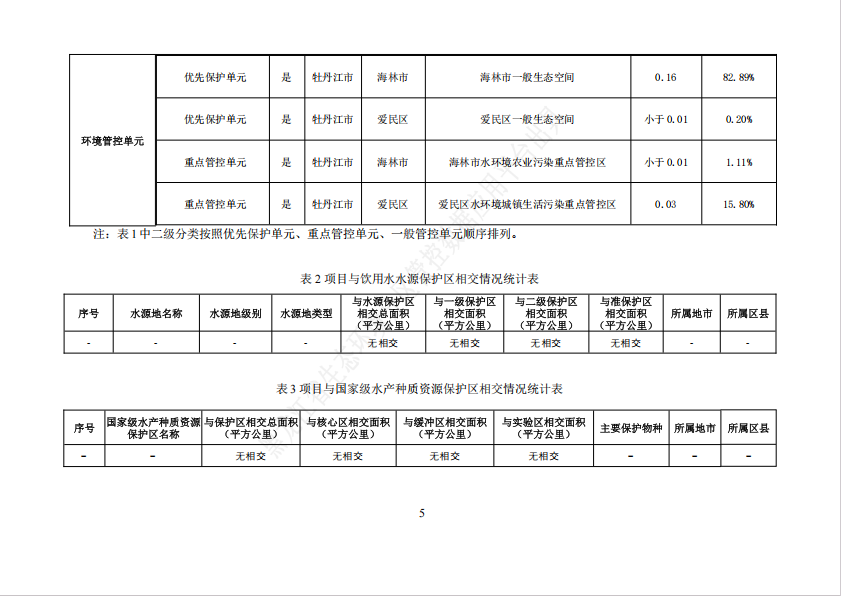 环境管控单元
优先保护单元 是 牡丹江市 海林市 海林市一般生态空间 0.16 82.89%
优先保护单元 是 牡丹江市 爱民区 爱民区一般生态空间 小于 0.01 0.20%
重点管控单元 是 牡丹江市 海林市 海林市水环境农业污染重点管控区 小于 0.01 1.11%
重点管控单元 是 牡丹江市 爱民区 爱民区水环境城镇生活污染重点管控区 0.03 15.80%
注：表 1 中二级分类按照优先保护单元、重点管控单元、一般管控单元顺序排列。
表 2 项目与饮用水水源保护区相交情况统计表
序号 水源地名称 水源地级别 水源地类型 与水源保护区相交总面积（平方公里） 与一级保护区相交面积（平方公里） 与二级保护区相交面积（平方公里） 与准保护区相交面积（平方公里） 所属地市 所属区县
- - - - 无相交 无相交 无相交 无相交 - -
表 3 项目与国家级水产种质资源保护区相交情况统计表
序号 国家级水产种质资源保护区名称 与保护区相交总面积（平方公里） 与核心区相交面积（平方公里） 与缓冲区相交面积（平方公里） 与实验区相交面积（平方公里） 主要保护物种 所属地市 所属区县
- - 无相交 无相交 无相交 无相交 - - -
5